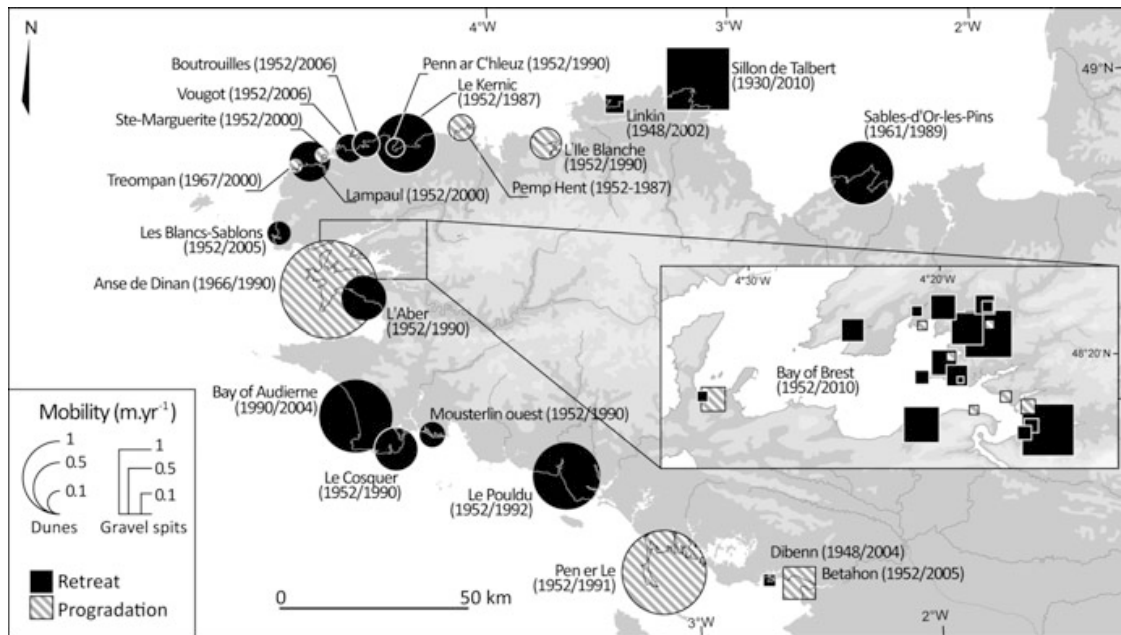 N
4°W
3°W
2°W
49°N
Boutrouilles (1952/2006)
Penn ar C'hleuz (1952/1990)
Vougot (1952/2006)
Le Kernic
(1952/1987)
Ste-Marguerite (1952/2000)
Sillon de Talbert
(1930/2010)
Linkin
(1948/2002)
Sables-d'Or-les-Pins
(1961/1989)
L'Ile Blanche
(1952/1990)
Treompan (1967/2000)
Lampaul (1952/2000)
Pemp Hent (1952-1987)
Les Blancs-Sablons
(1952/2005)
Anse de Dinan (1966/1990)
L'Aber
(1952/1990)
4°30W
4°20W
48°20N
Bay of Brest
(1952/2010)
Bay of Audierne
(1990/2004)
Mousterlin ouest (1952/1990)
Le Cosquer
(1952/1990)
Le Pouldu
(1952/1992)
Pen er Le
(1952/1991)
Dibenn (1948/2004)
Betahon (1952/2005)
Mobility (m.yr⁻¹)
1
0.5
0.1
1
0.5
0.1
Dunes
Gravel spits
Retreat
Progradation
0
50 km
3°W
2°W